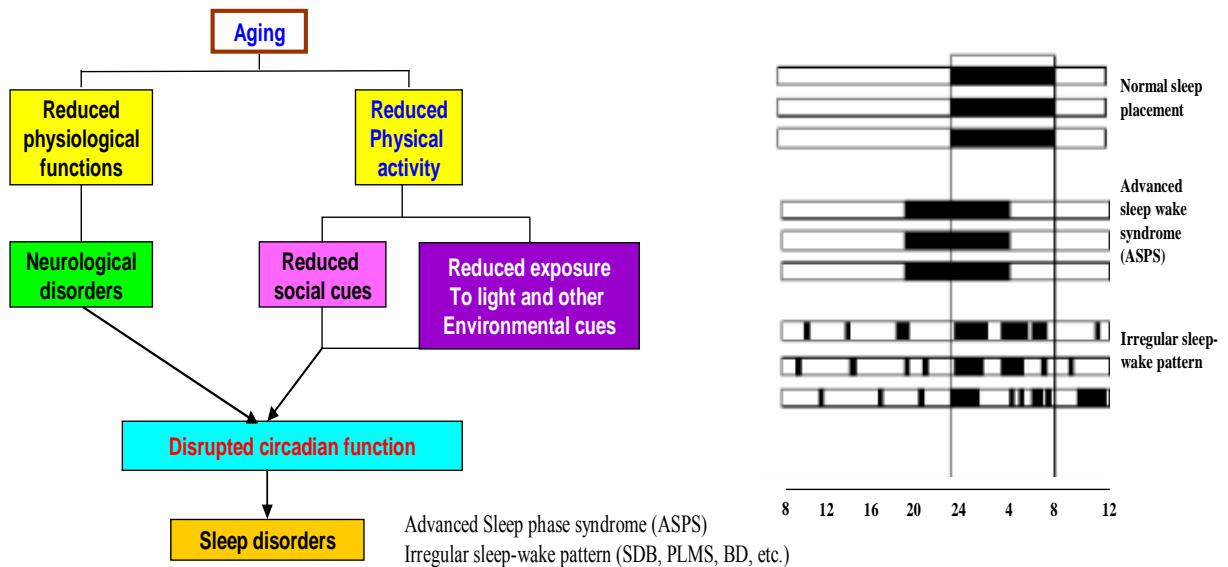 Aging
Reduced
physiological
functions
Reduced
Physical
activity
Neurological
disorders
Reduced
social cues
Reduced exposure
To light and other
Environmental cues
Disrupted circadian function
Sleep disorders
Advanced Sleep phase syndrome (ASPS)
Irregular sleep-wake pattern (SDB, PLMS, BD, etc.)
Normal sleep
placement
Advanced
sleep wake
syndrome
(ASPS)
Irregular sleep-
wake pattern
8 12 16 20 24 4 8 12